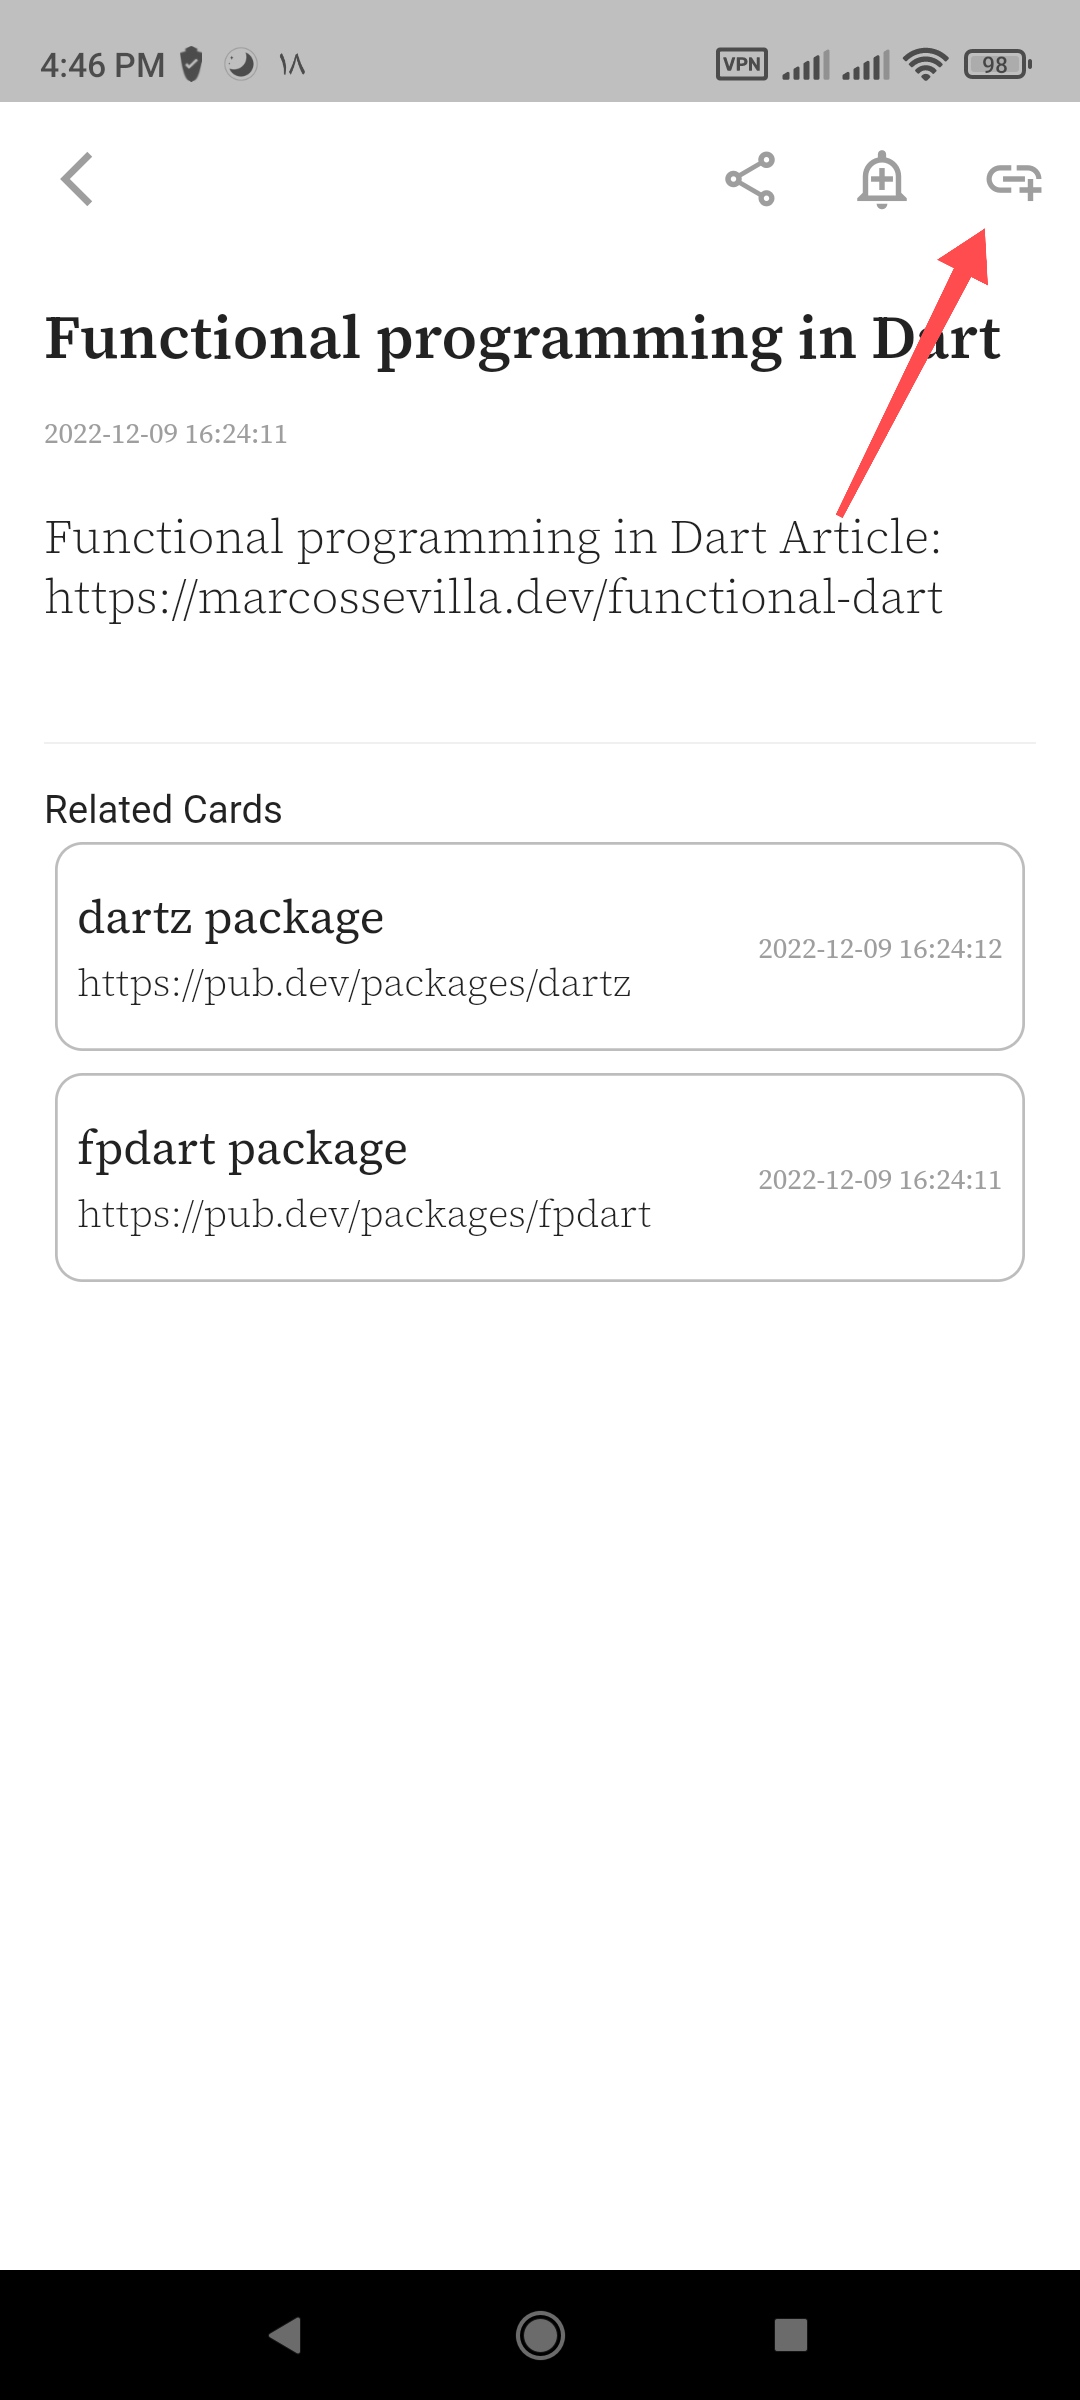 4:46 PM ١٨ VPN 98
Functional programming in Dart
2022-12-09 16:24:11
Functional programming in Dart Article:
https://marcossevilla.dev/functional-dart
Related Cards
dartz package
2022-12-09 16:24:12
https://pub.dev/packages/dartz
fpdart package
2022-12-09 16:24:11
https://pub.dev/packages/fpdart